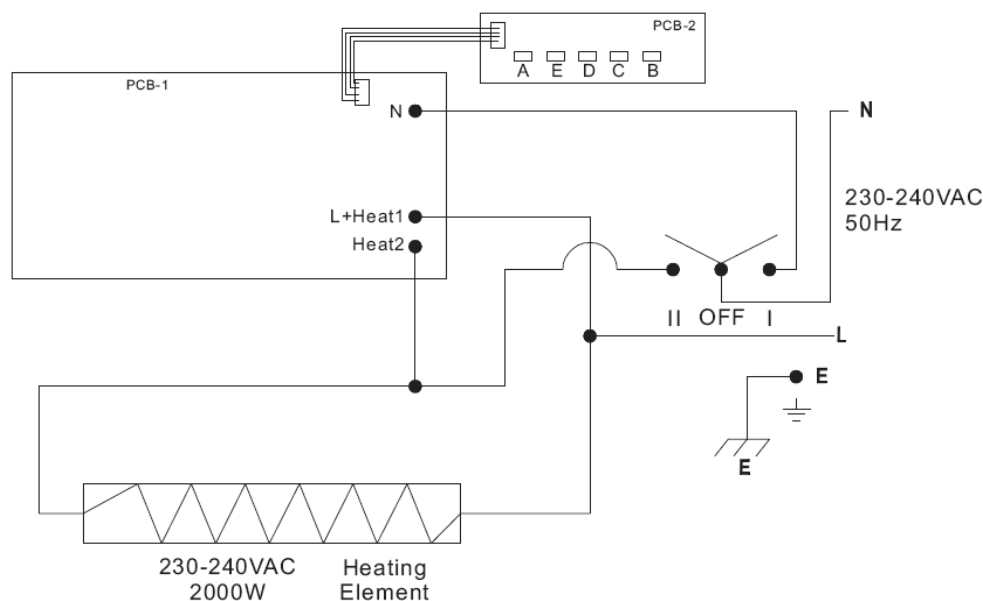 PCB-2
A E D C B
PCB-1
N
N
230-240VAC
50Hz
L+Heat1
Heat2
II OFF I
L
E
E
230-240VAC Heating
2000W Element